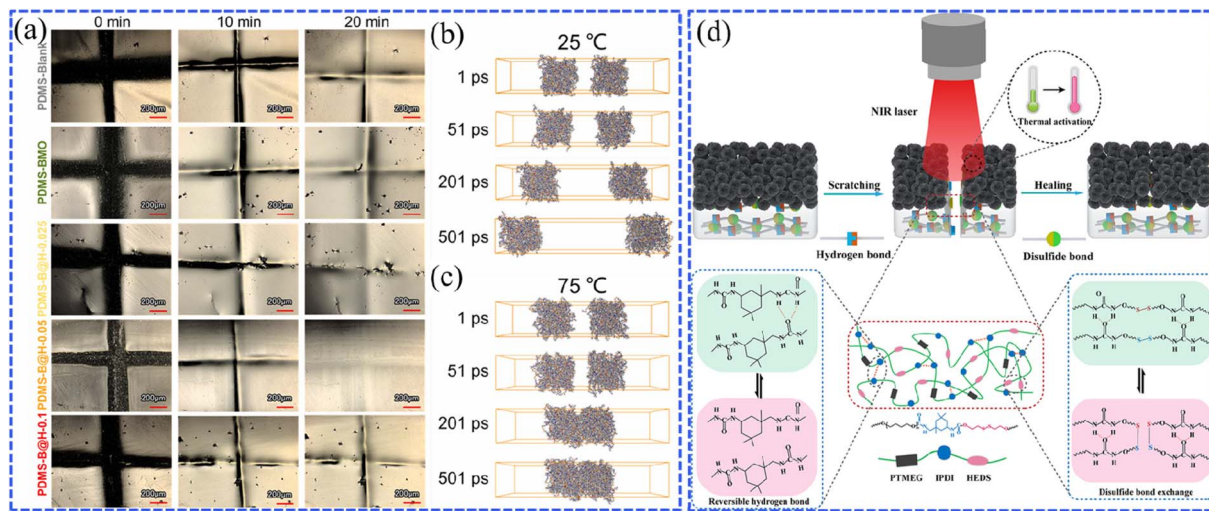 (a)
0 min
10 min
20 min
PDMS-Blank
200μm
200μm
200μm
PDMS-BMO
200μm
200μm
200μm
PDMS-B@H-0.025
200μm
200μm
200μm
PDMS-B@H-0.05
200μm
200μm
200μm
PDMS-B@H-0.1
200μm
200μm
200μm
(b)
25 ℃
1 ps
51 ps
201 ps
501 ps
(c)
75 ℃
1 ps
51 ps
201 ps
501 ps
(d)
NIR laser
Thermal activation
Scratching
Healing
Hydrogen bond
Disulfide bond
PTMEG
IPDI
HEDS
Reversible hydrogen bond
Disulfide bond exchange